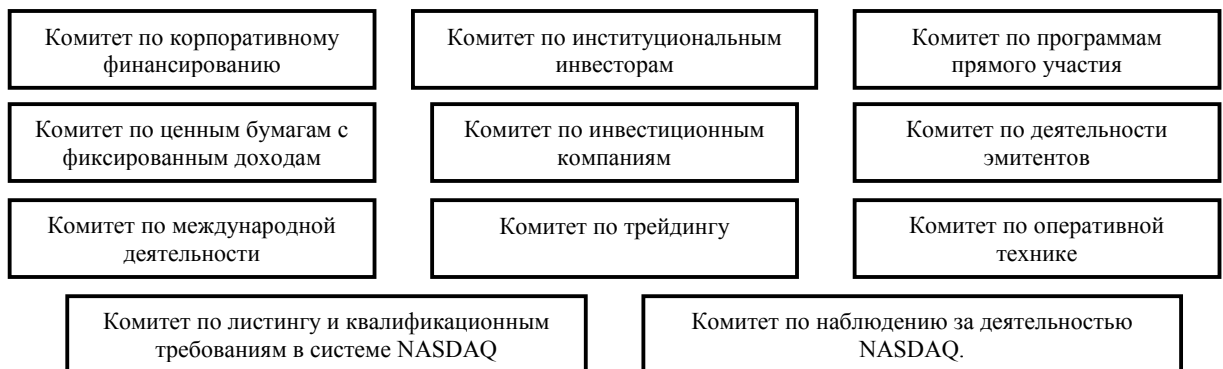 Комитет по корпоративному
финансированию
Комитет по институциональным
инвесторам
Комитет по программам
прямого участия
Комитет по ценным бумагам с
фиксированным доходам
Комитет по инвестиционным
компаниям
Комитет по деятельности
эмитентов
Комитет по международной
деятельности
Комитет по трейдингу
Комитет по оперативной
технике
Комитет по листингу и квалификационным
требованиям в системе NASDAQ
Комитет по наблюдению за деятельностью
NASDAQ.